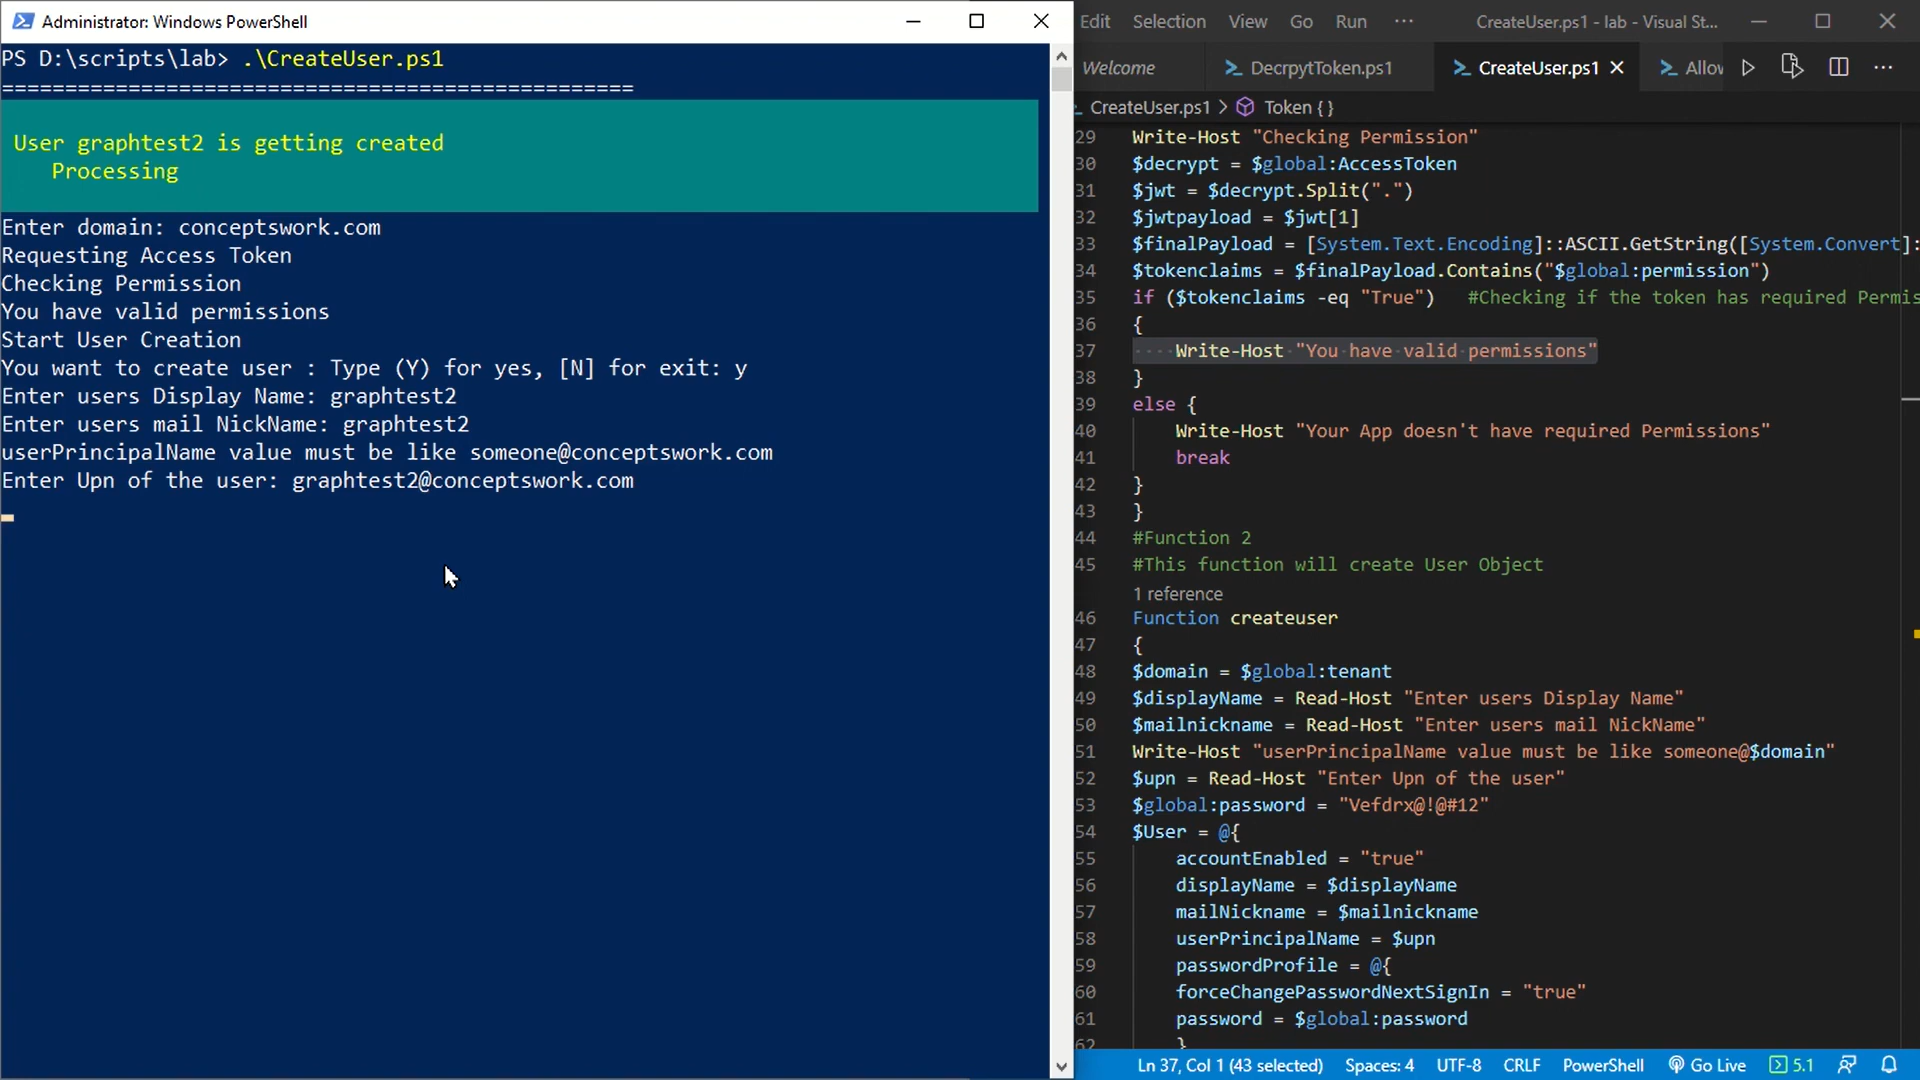 Administrator: Windows PowerShell
PS D:\scripts\lab> .\CreateUser.ps1
==================================================
User graphtest2 is getting created
Processing
Enter domain: conceptswork.com
Requesting Access Token
Checking Permission
You have valid permissions
Start User Creation
You want to create user : Type (Y) for yes, [N] for exit: y
Enter users Display Name: graphtest2
Enter users mail NickName: graphtest2
userPrincipalName value must be like someone@conceptswork.com
Enter Upn of the user: graphtest2@conceptswork.com
Edit Selection View Go Run ··· CreateUser.ps1 - lab - Visual St...
Welcome DecrpytToken.ps1 CreateUser.ps1 Allow ···
CreateUser.ps1 > Token { }
29 Write-Host "Checking Permission"
30 $decrypt = $global:AccessToken
31 $jwt = $decrypt.Split(".")
32 $jwtpayload = $jwt[1]
33 $finalPayload = [System.Text.Encoding]::ASCII.GetString([System.Convert]:
34 $tokenclaims = $finalPayload.Contains("$global:permission")
35 if ($tokenclaims -eq "True") #Checking if the token has required Permis
36 {
37 ····Write-Host·"You·have·valid·permissions"
38 }
39 else {
40 Write-Host "Your App doesn't have required Permissions"
41 break
42 }
43 }
44 #Function 2
45 #This function will create User Object
1 reference
46 Function createuser
47 {
48 $domain = $global:tenant
49 $displayName = Read-Host "Enter users Display Name"
50 $mailnickname = Read-Host "Enter users mail NickName"
51 Write-Host "userPrincipalName value must be like someone@$domain"
52 $upn = Read-Host "Enter Upn of the user"
53 $global:password = "Vefdrx@!@#12"
54 $User = @{
55 accountEnabled = "true"
56 displayName = $displayName
57 mailNickname = $mailnickname
58 userPrincipalName = $upn
59 passwordProfile = @{
60 forceChangePasswordNextSignIn = "true"
61 password = $global:password
62 }
Ln 37, Col 1 (43 selected) Spaces: 4 UTF-8 CRLF PowerShell Go Live 5.1